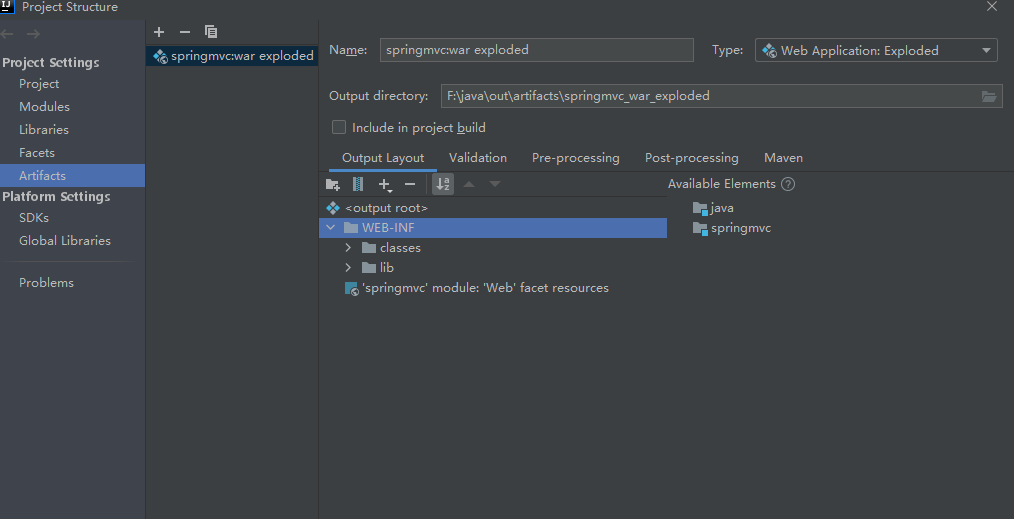 IJ Project Structure
Project Settings
Project
Modules
Libraries
Facets
Artifacts
Platform Settings
SDKs
Global Libraries
Problems
springmvc:war exploded
Name: springmvc:war exploded Type: Web Application: Exploded
Output directory: F:\java\out\artifacts\springmvc_war_exploded
Include in project build
Output Layout Validation Pre-processing Post-processing Maven
a z Available Elements ?
<output root>
WEB-INF
classes
lib
'springmvc' module: 'Web' facet resources
java
springmvc